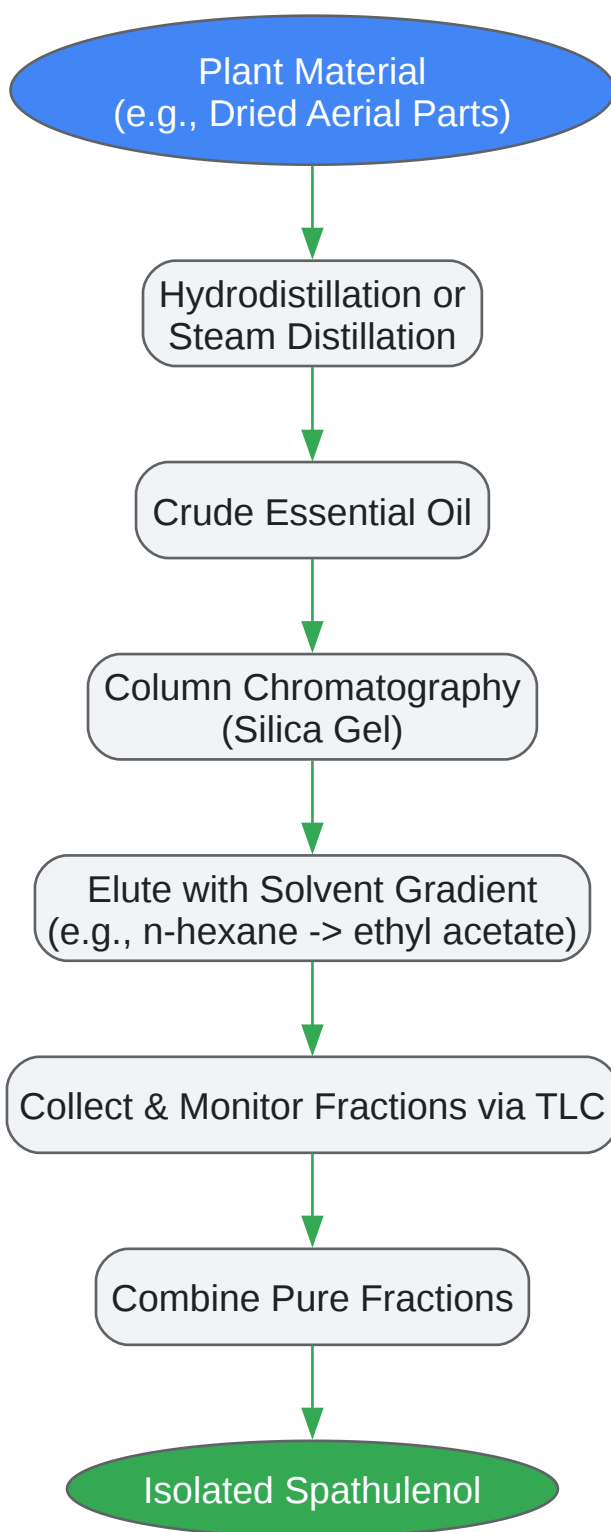 Plant Material
(e.g., Dried Aerial Parts)
Hydrodistillation or
Steam Distillation
Crude Essential Oil
Column Chromatography
(Silica Gel)
Elute with Solvent Gradient
(e.g., n-hexane -> ethyl acetate)
Collect & Monitor Fractions via TLC
Combine Pure Fractions
Isolated Spathulenol